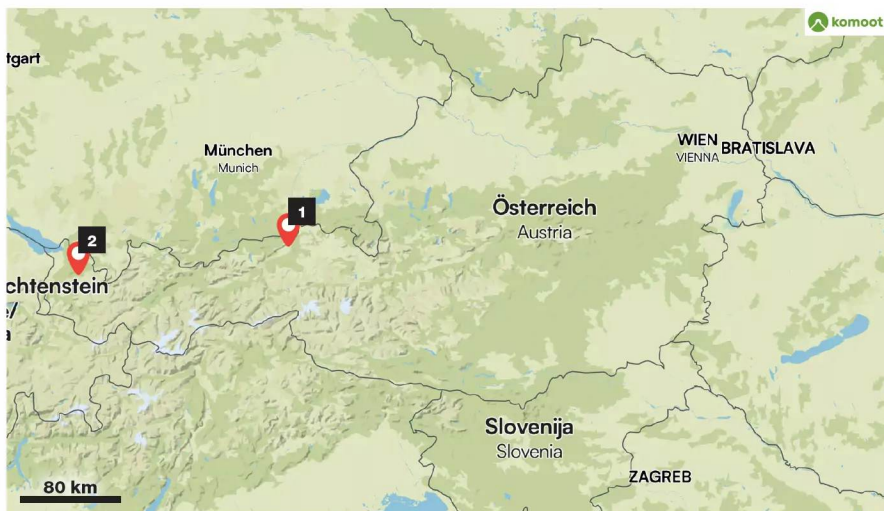 komoot
tgart
München
Munich
WIEN
VIENNA
BRATISLAVA
1
Österreich
Austria
2
chtenstein
e/
a
Slovenija
Slovenia
ZAGREB
80 km